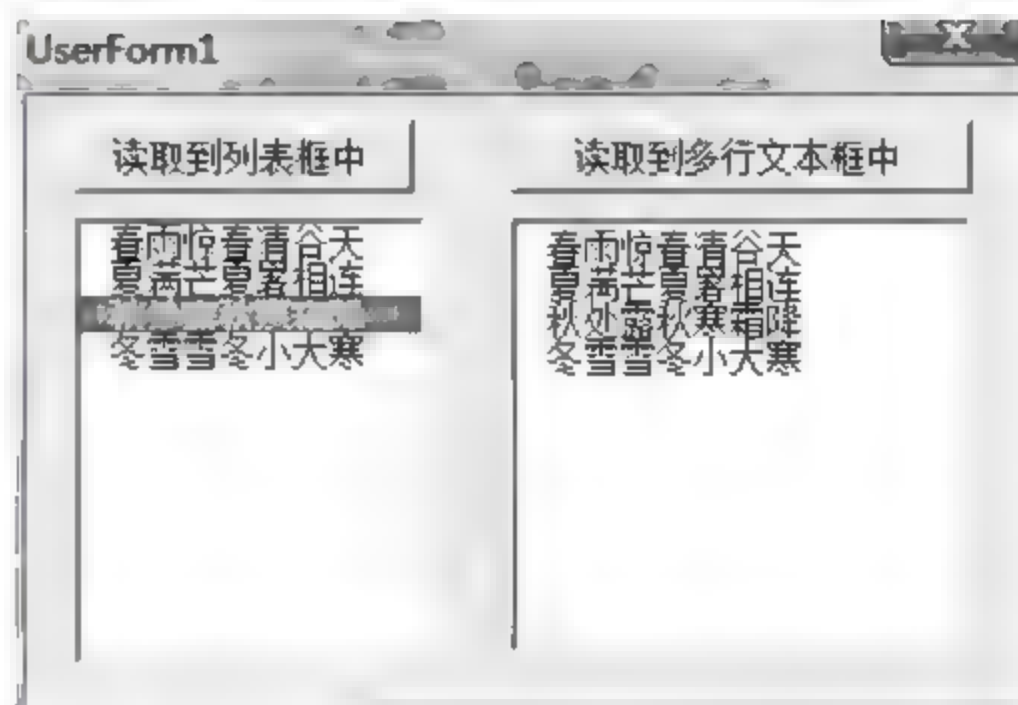 UserForm1
X
读取到列表框中
读取到多行文本框中
春雨惊春清谷天
夏满芒夏暑相连
冬雪雪冬小大寒
春雨惊春清谷天
夏满芒夏暑相连
秋处露秋寒霜降
冬雪雪冬小大寒